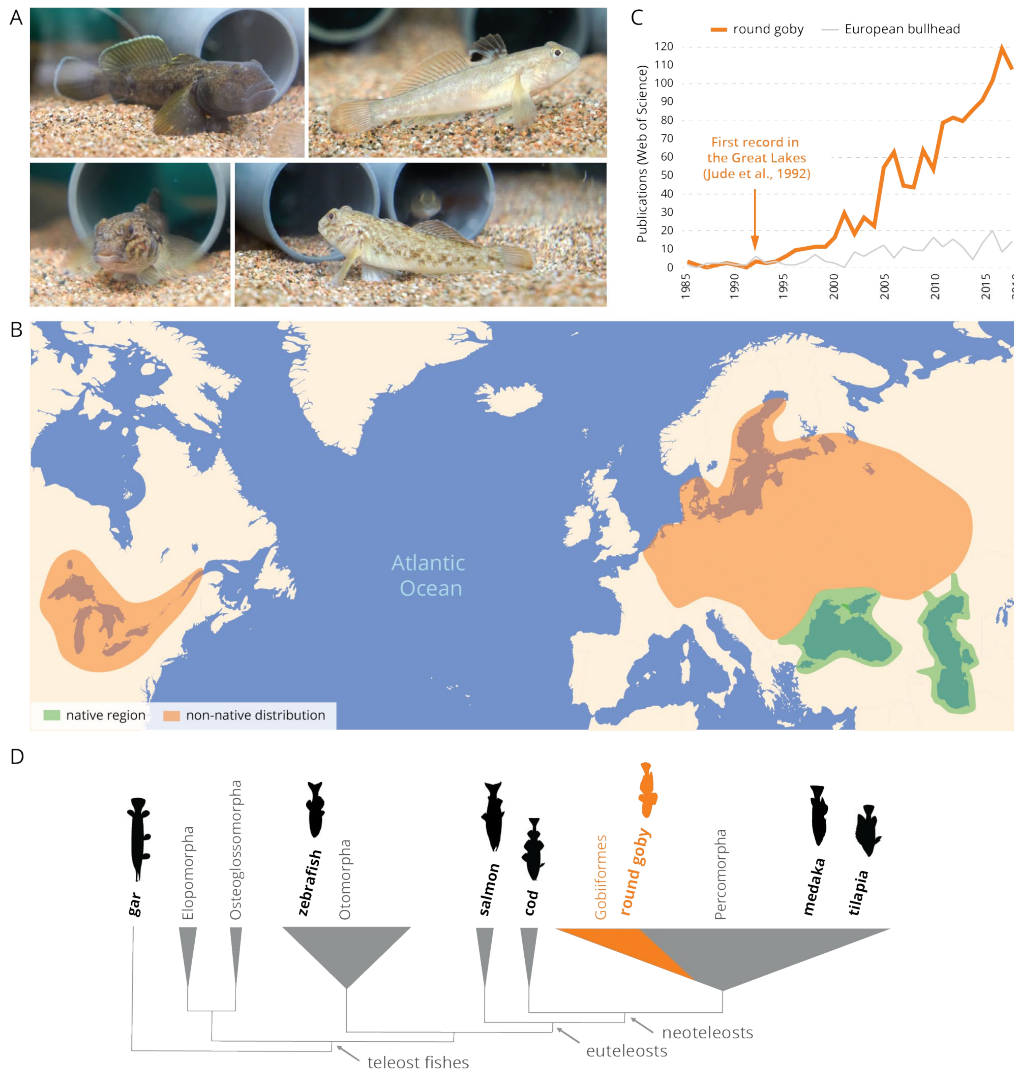 A
C
round goby
European bullhead
Publications (Web of Science)
120
110
100
90
80
70
60
50
40
30
20
10
0
First record in
the Great Lakes
(Jude et al., 1992)
1985
1990
1995
2000
2005
2010
2015
B
Atlantic
Ocean
native region
non-native distribution
D
gar
Elopomorpha
Osteoglossomorpha
zebrafish
Otomorpha
salmon
cod
Gobiiformes
round goby
Percomorpha
medaka
tilapia
teleost fishes
euteleosts
neoteleosts